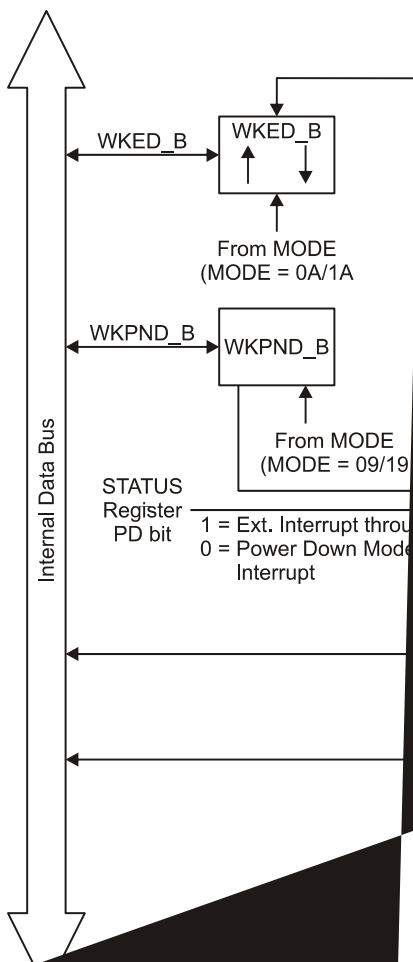 WKED_B
WKED_B
From MODE
(MODE = 0A/1A
WKPND_B
WKPND_B
From MODE
(MODE = 09/19
Internal Data Bus
STATUS
Register
PD bit
1 = Ext. Interrupt
0 = Power Down Mode
Interrupt